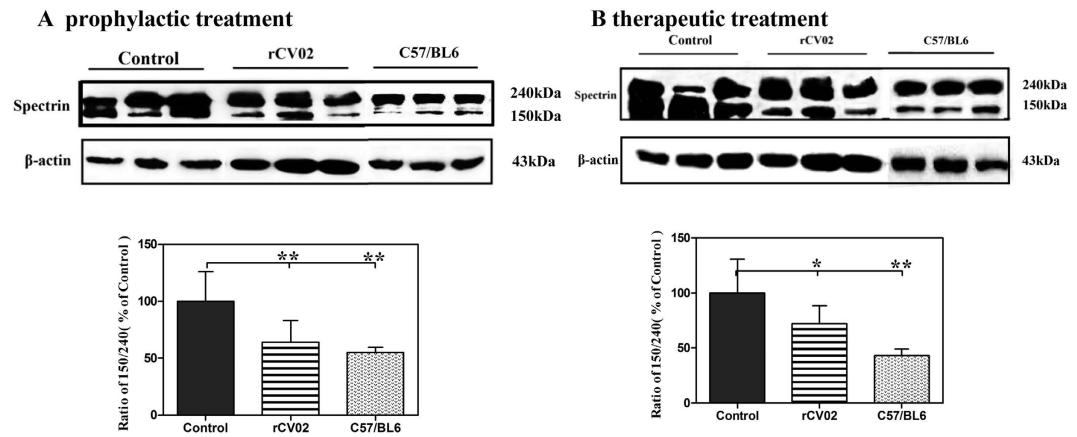 A prophylactic treatment
Control
rCV02
C57/BL6
Spectrin
240kDa
150kDa
β-actin
43kDa
Ratio of 150/240( % of Control )
150
100
50
0
**
**
Control
rCV02
C57/BL6
B therapeutic treatment
Control
rCV02
C57/BL6
Spectrin
240kDa
150kDa
β-actin
43kDa
Ratio of 150/240( % of Control )
150
100
50
0
*
**
Control
rCV02
C57/BL6